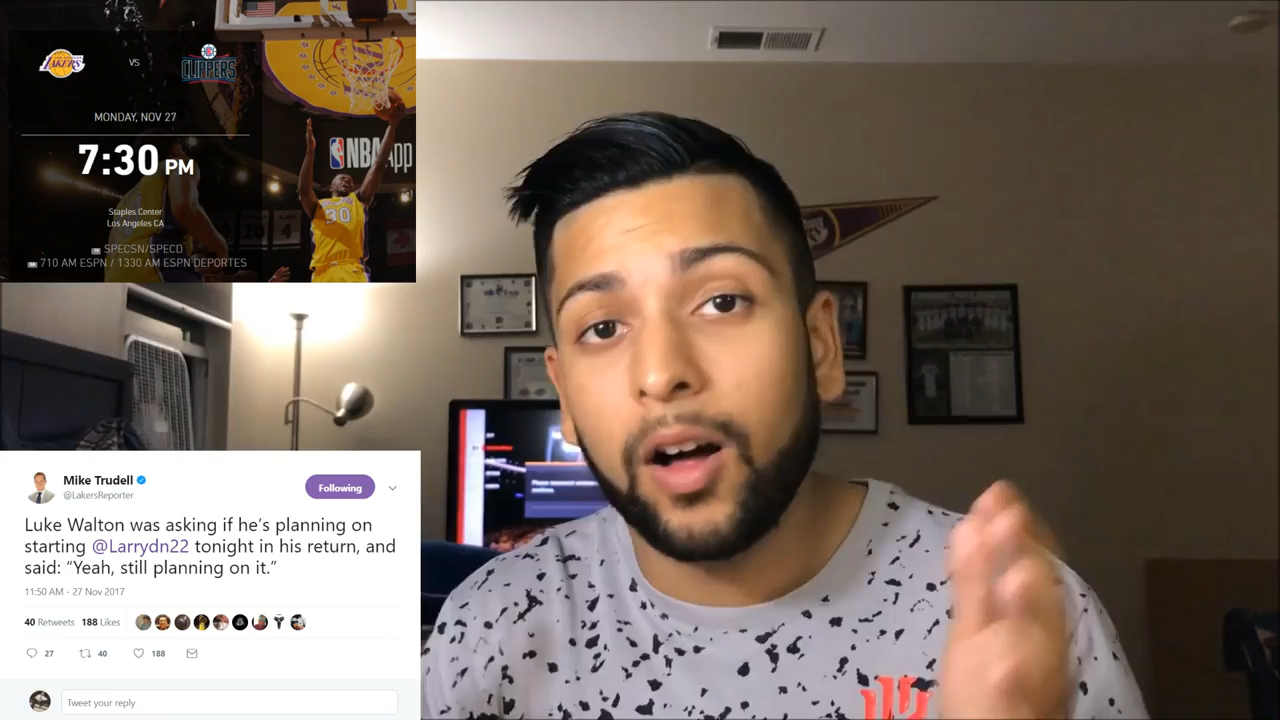 LAKERS
VS
CLIPPERS
MONDAY, NOV 27
7:30 PM
Staples Center
Los Angeles CA
SPECSN/SPECD
710 AM ESPN / 1330 AM ESPN DEPORTES
NBA App
30
Mike Trudell
@LakersReporter
Following
Luke Walton was asking if he's planning on
starting @Larrydn22 tonight in his return, and
said: “Yeah, still planning on it.”
11:50 AM - 27 Nov 2017
40 Retweets 188 Likes
27 40 188
Tweet your reply